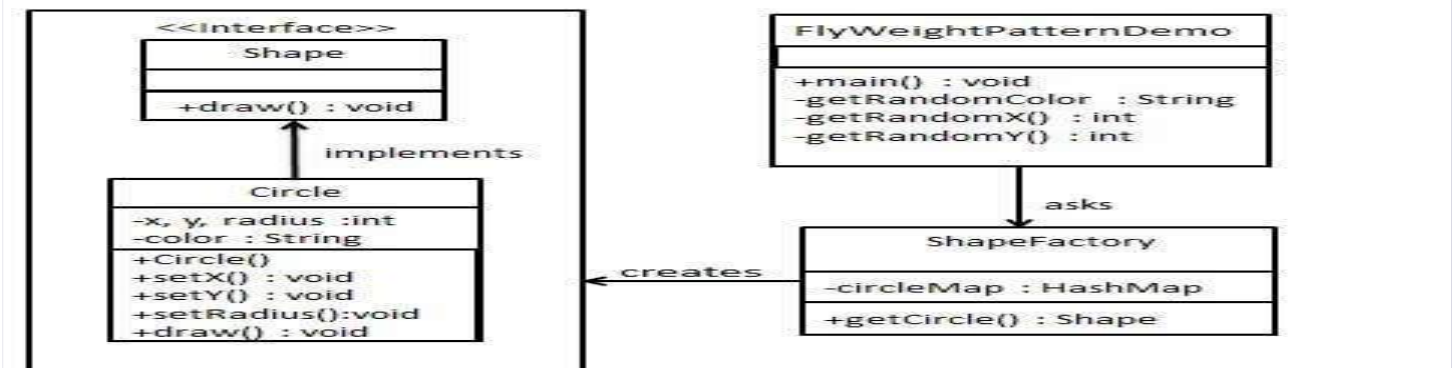 <<Interface>>
Shape
+draw() : void
implements
Circle
-x, y, radius :int
-color : String
+Circle()
+setX() : void
+setY() : void
+setRadius():void
+draw() : void
creates
FlyWeightPatternDemo
+main() : void
-getRandomColor : String
-getRandomX() : int
-getRandomY() : int
asks
ShapeFactory
-circleMap : HashMap
+getCircle() : Shape